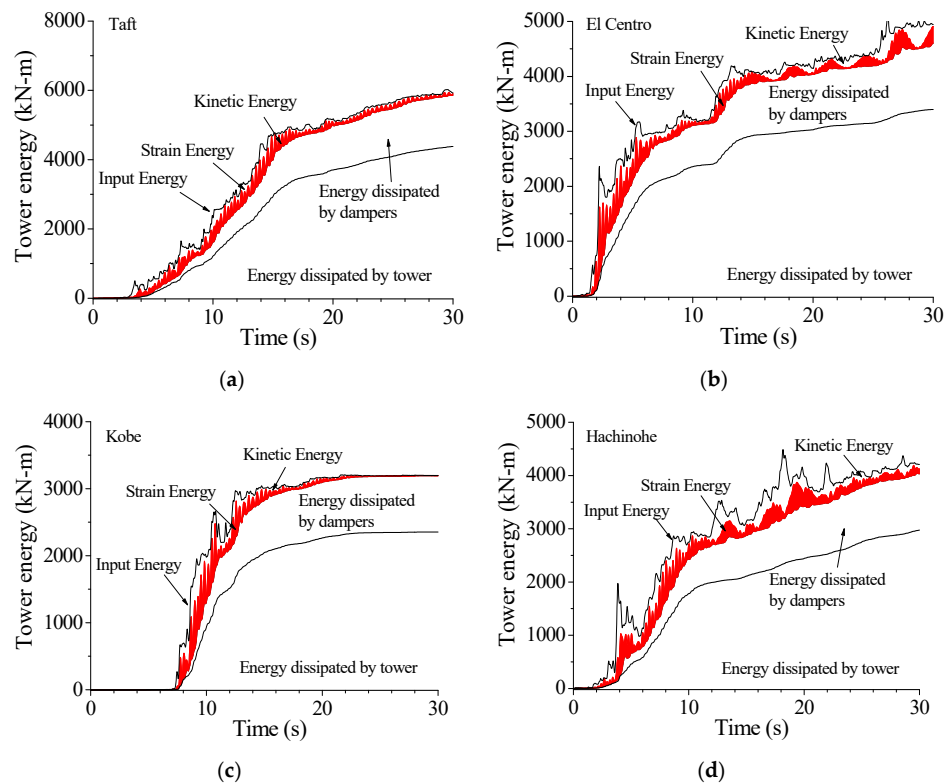 Taft
Tower energy (kN-m)
8000
6000
4000
2000
0
Kinetic Energy
Strain Energy
Input Energy
Energy dissipated
by dampers
Energy dissipated by tower
0 10 20 30
Time (s)
(a)
El Centro
Tower energy (kN-m)
5000
4000
3000
2000
1000
0
Kinetic Energy
Strain Energy
Input Energy
Energy dissipated
by dampers
Energy dissipated by tower
0 10 20 30
Time (s)
(b)
Kobe
Tower energy (kN-m)
4000
3000
2000
1000
0
Kinetic Energy
Strain Energy
Energy dissipated
by dampers
Input Energy
Energy dissipated by tower
0 10 20 30
Time (s)
(c)
Hachinohe
Tower energy (kN-m)
5000
4000
3000
2000
1000
0
Kinetic Energy
Strain Energy
Input Energy
Energy dissipated
by dampers
Energy dissipated by tower
0 10 20 30
Time (s)
(d)